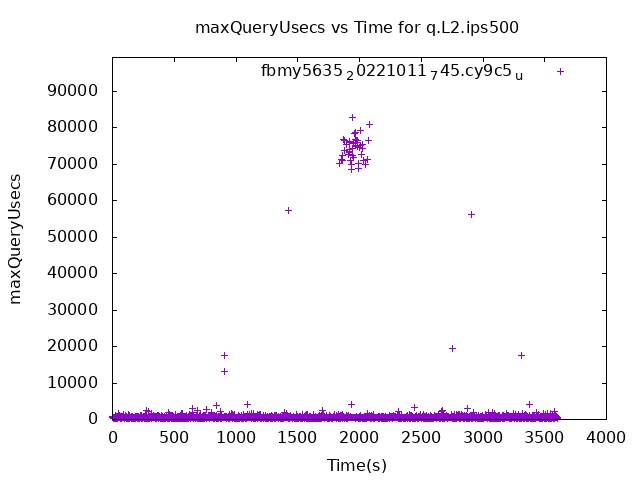 maxQueryUsecs vs Time for q.L2.ips500
fbmy5635₂0221011₇45.cy9c5ᵤ
90000
80000
70000
60000
50000
40000
30000
20000
10000
0
maxQueryUsecs
0 500 1000 1500 2000 2500 3000 3500 4000
Time(s)